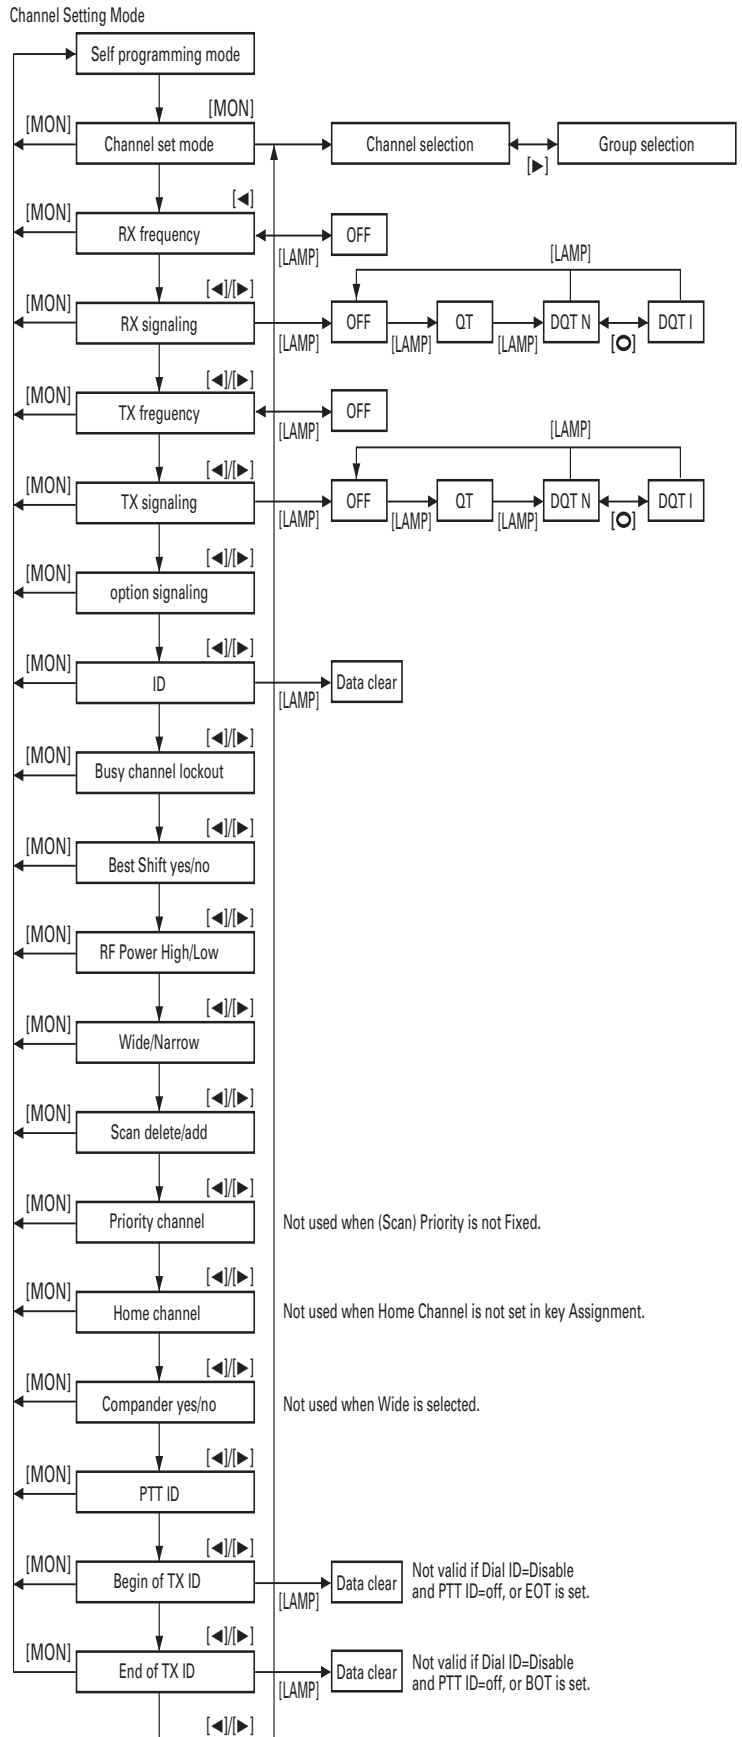 Channel Setting Mode
Self programming mode
[MON]
[MON]
Channel set mode
Channel selection
Group selection
[▶]
[◀]
[MON]
RX frequency
OFF
[LAMP]
[LAMP]
[◀]/[▶]
[MON]
RX signaling
OFF
QT
DQT N
DQT I
[LAMP]
[LAMP]
[LAMP]
[O]
[◀]/[▶]
[MON]
TX freguency
OFF
[LAMP]
[LAMP]
[◀]/[▶]
[MON]
TX signaling
OFF
QT
DQT N
DQT I
[LAMP]
[LAMP]
[LAMP]
[O]
[◀]/[▶]
[MON]
option signaling
[◀]/[▶]
[MON]
ID
Data clear
[LAMP]
[◀]/[▶]
[MON]
Busy channel lockout
[◀]/[▶]
[MON]
Best Shift yes/no
[◀]/[▶]
[MON]
RF Power High/Low
[◀]/[▶]
[MON]
Wide/Narrow
[◀]/[▶]
[MON]
Scan delete/add
[◀]/[▶]
[MON]
Priority channel
Not used when (Scan) Priority is not Fixed.
[◀]/[▶]
[MON]
Home channel
Not used when Home Channel is not set in key Assignment.
[◀]/[▶]
[MON]
Compander yes/no
Not used when Wide is selected.
[◀]/[▶]
[MON]
PTT ID
[◀]/[▶]
[MON]
Begin of TX ID
Data clear
[LAMP]
Not valid if Dial ID=Disable
and PTT ID=off, or EOT is set.
[◀]/[▶]
[MON]
End of TX ID
Data clear
[LAMP]
Not valid if Dial ID=Disable
and PTT ID=off, or BOT is set.
[◀]/[▶]